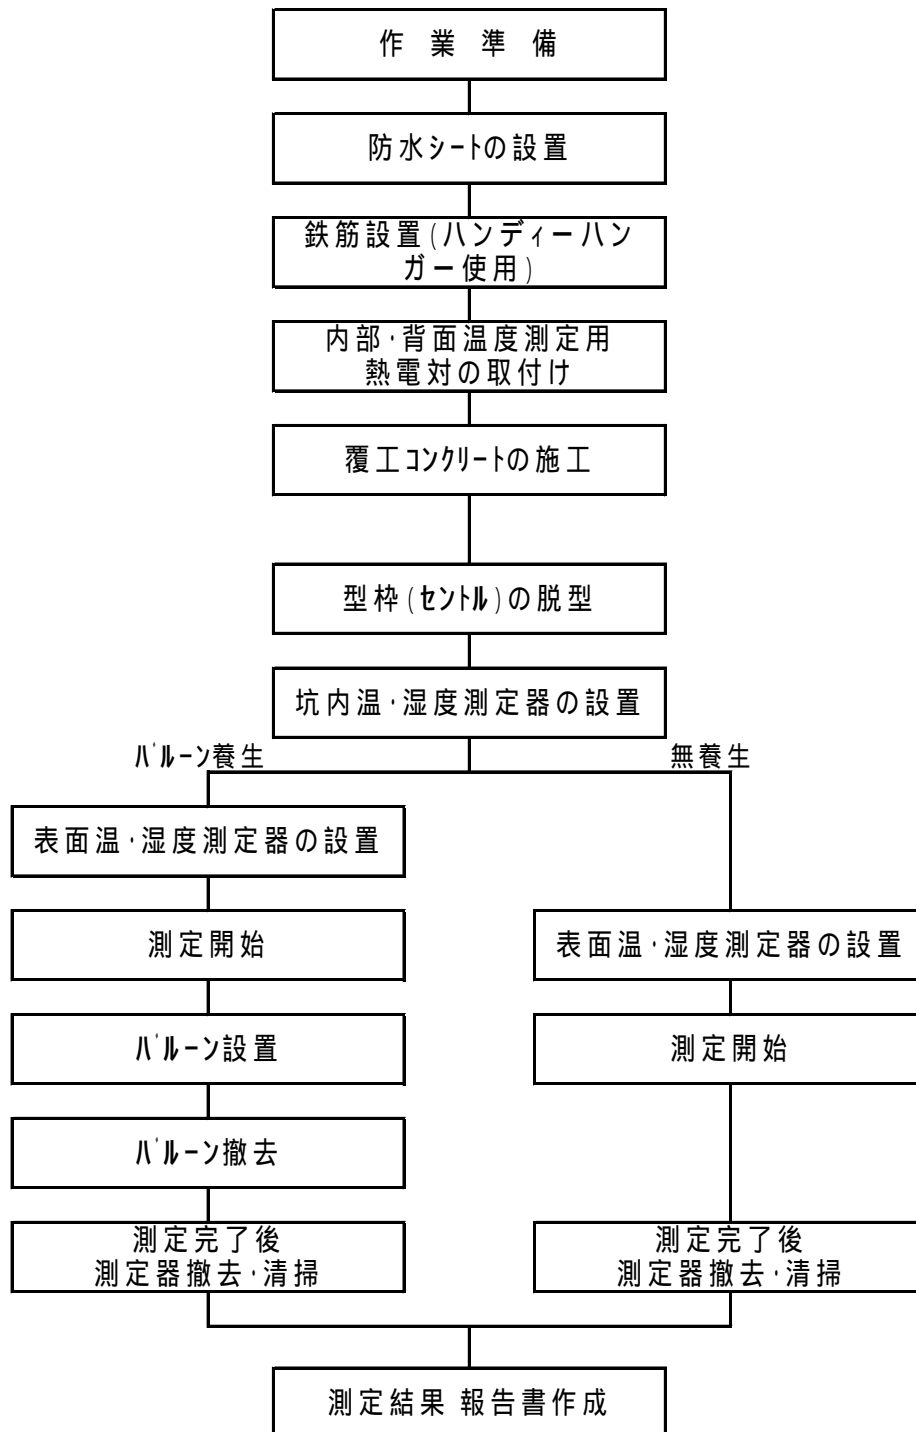 作業準備
防水ｼｰﾄの設置
鉄筋設置(ハンディーハン
ガー使用)
内部･背面温度測定用
熱電対の取付け
覆工ｺﾝｸﾘｰﾄの施工
型枠(ｾﾝﾄﾙ)の脱型
坑内温･湿度測定器の設置
ﾊﾞﾙｰﾝ養生
無養生
表面温･湿度測定器の設置
測定開始
表面温･湿度測定器の設置
ﾊﾞﾙｰﾝ設置
測定開始
ﾊﾞﾙｰﾝ撤去
測定完了後
測定器撤去･清掃
測定完了後
測定器撤去･清掃
測定結果 報告書作成